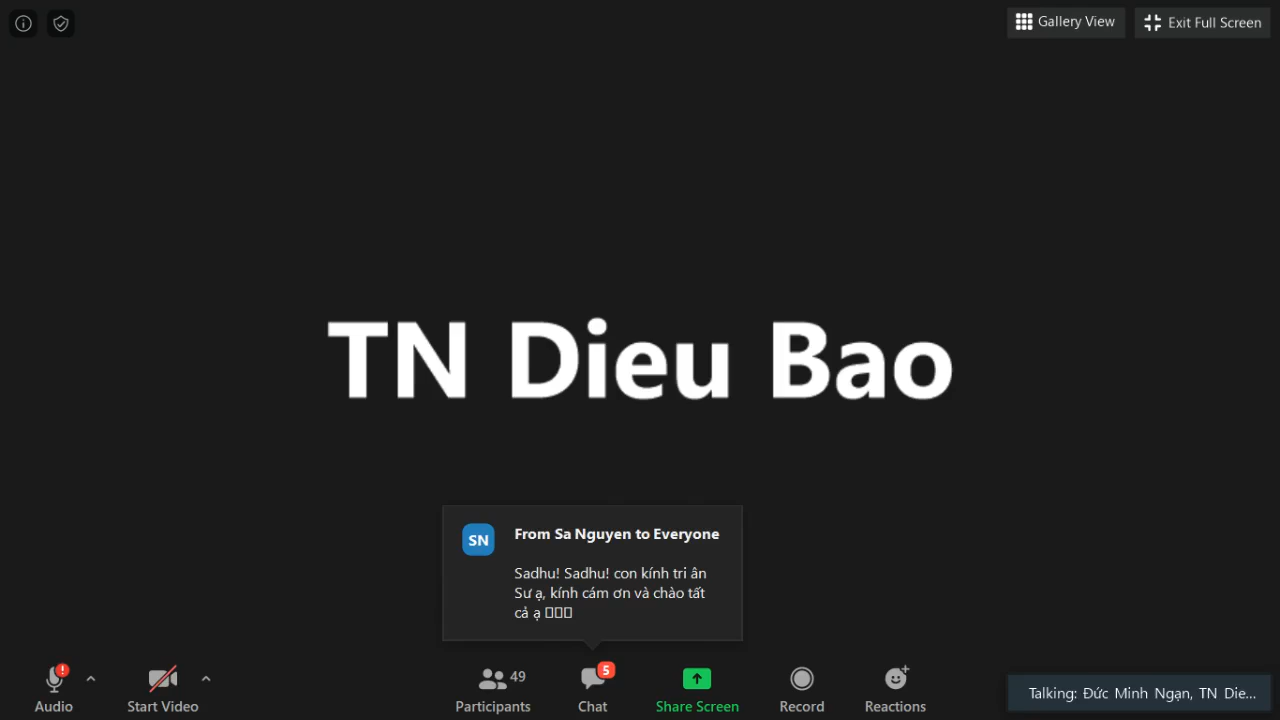 Gallery View
Exit Full Screen
TN Dieu Bao
SN
From Sa Nguyen to Everyone
Sadhu! Sadhu! con kính tri ân
Sư ạ, kính cám ơn và chào tất
cả ạ
49
5
Audio
Start Video
Participants
Chat
Share Screen
Record
Reactions
Talking: Đức Minh Ngạn, TN Die...